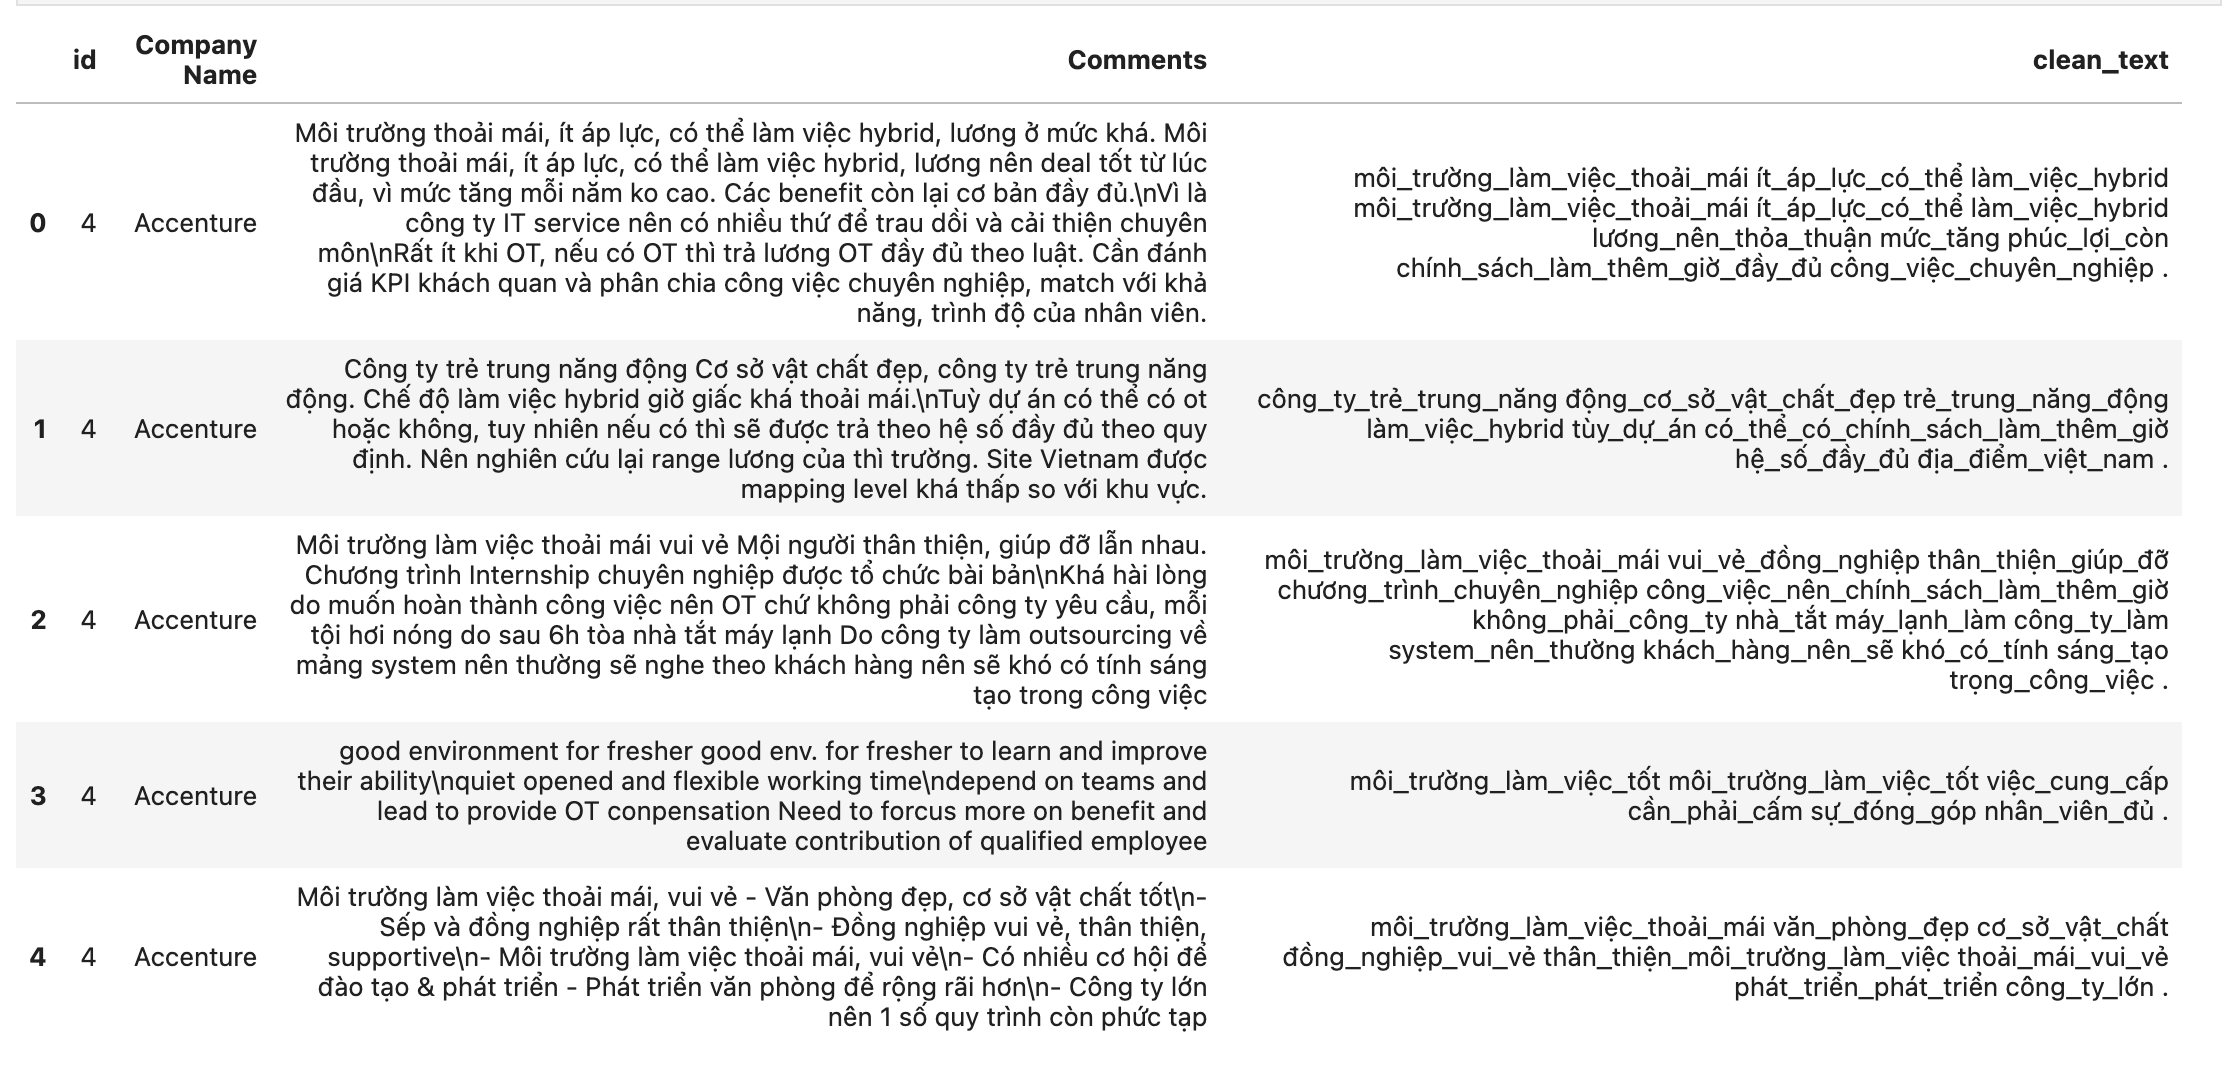 id Company Name Comments clean_text
0 4 Accenture
Môi trường thoải mái, ít áp lực, có thể làm việc hybrid, lương ở mức khá. Môi
trường thoải mái, ít áp lực, có thể làm việc hybrid, lương nên deal tốt từ lúc
đầu, vì mức tăng mỗi năm ko cao. Các benefit còn lại cơ bản đầy đủ.\nVì là
công ty IT service nên có nhiều thứ để trau dồi và cải thiện chuyên
môn\nRất ít khi OT, nếu có OT thì trả lương OT đầy đủ theo luật. Cần đánh
giá KPI khách quan và phân chia công việc chuyên nghiệp, match với khả
năng, trình độ của nhân viên.
môi_trường_làm_việc_thoải_mái ít_áp_lực_có_thể làm_việc_hybrid
môi_trường_làm_việc_thoải_mái ít_áp_lực_có_thể làm_việc_hybrid
lương_nên_thỏa_thuận mức_tăng phúc_lợi_còn
chính_sách_làm_thêm_giờ_đầy_đủ công_việc_chuyên_nghiệp .
1 4 Accenture
Công ty trẻ trung năng động Cơ sở vật chất đẹp, công ty trẻ trung năng
động. Chế độ làm việc hybrid giờ giấc khá thoải mái.\nTuỳ dự án có thể có ot
hoặc không, tuy nhiên nếu có thì sẽ được trả theo hệ số đầy đủ theo quy
định. Nên nghiên cứu lại range lương của thì trường. Site Vietnam được
mapping level khá thấp so với khu vực.
công_ty_trẻ_trung_năng động_cơ_sở_vật_chất_đẹp trẻ_trung_năng_động
làm_việc_hybrid tùy_dự_án có_thể_có_chính_sách_làm_thêm_giờ
hệ_số_đầy_đủ địa_điểm_việt_nam .
2 4 Accenture
Môi trường làm việc thoải mái vui vẻ Mội người thân thiện, giúp đỡ lẫn nhau.
Chương trình Internship chuyên nghiệp được tổ chức bài bản\nKhá hài lòng
do muốn hoàn thành công việc nên OT chứ không phải công ty yêu cầu, mỗi
tội hơi nóng do sau 6h tòa nhà tắt máy lạnh Do công ty làm outsourcing về
mảng system nên thường sẽ nghe theo khách hàng nên sẽ khó có tính sáng
tạo trong công việc
môi_trường_làm_việc_thoải_mái vui_vẻ_đồng_nghiệp thân_thiện_giúp_đỡ
chương_trình_chuyên_nghiệp công_việc_nên_chính_sách_làm_thêm_giờ
không_phải_công_ty nhà_tắt máy_lạnh_làm công_ty_làm
system_nên_thường khách_hàng_nên_sẽ khó_có_tính sáng_tạo
trọng_công_việc .
3 4 Accenture
good environment for fresher good env. for fresher to learn and improve
their ability\nquiet opened and flexible working time\ndepend on teams and
lead to provide OT conpensation Need to forcus more on benefit and
evaluate contribution of qualified employee
môi_trường_làm_việc_tốt môi_trường_làm_việc_tốt việc_cung_cấp
cần_phải_cấm sự_đóng_góp nhân_viên_đủ .
4 4 Accenture
Môi trường làm việc thoải mái, vui vẻ - Văn phòng đẹp, cơ sở vật chất tốt\n-
Sếp và đồng nghiệp rất thân thiện\n- Đồng nghiệp vui vẻ, thân thiện,
supportive\n- Môi trường làm việc thoải mái, vui vẻ\n- Có nhiều cơ hội để
đào tạo & phát triển - Phát triển văn phòng để rộng rãi hơn\n- Công ty lớn
nên 1 số quy trình còn phức tạp
môi_trường_làm_việc_thoải_mái văn_phòng_đẹp cơ_sở_vật_chất
đồng_nghiệp_vui_vẻ thân_thiện_môi_trường_làm_việc thoải_mái_vui_vẻ
phát_triển_phát_triển công_ty_lớn .